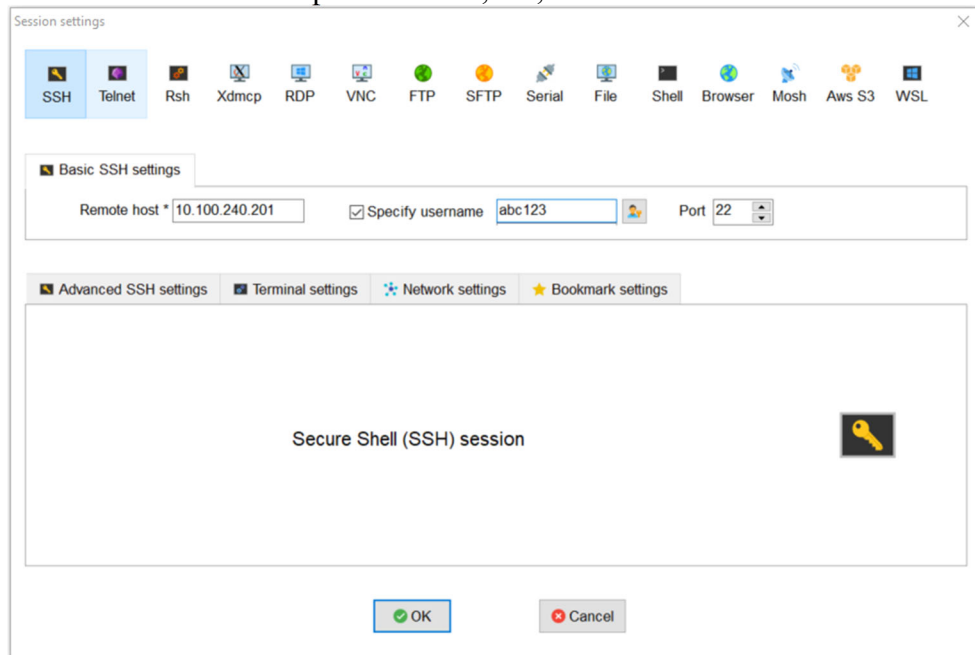 Session settings
SSH Telnet Rsh Xdmcp RDP VNC FTP SFTP Serial File Shell Browser Mosh Aws S3 WSL
Basic SSH settings
Remote host * 10.100.240.201 Specify username abc123 Port 22
Advanced SSH settings Terminal settings Network settings Bookmark settings
Secure Shell (SSH) session
OK Cancel